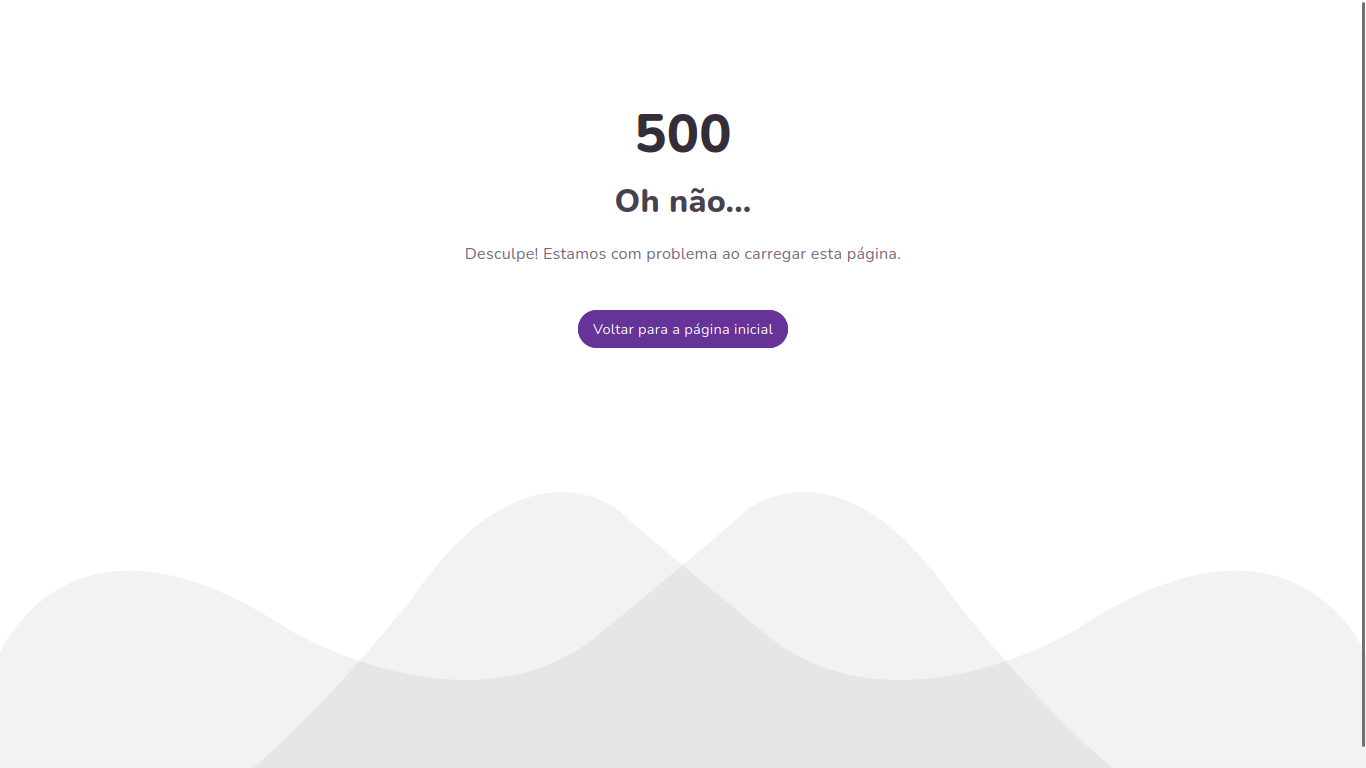 500
Oh não...
Desculpe! Estamos com problema ao carregar esta página.
Voltar para a página inicial